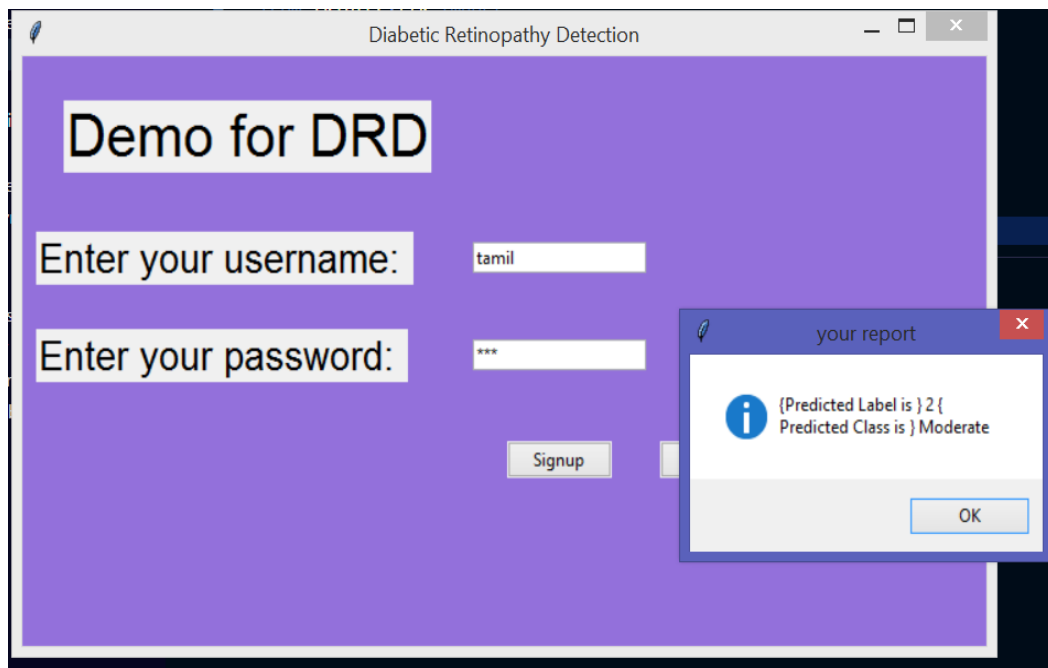 Diabetic Retinopathy Detection
Demo for DRD
Enter your username:
tamil
Enter your password:
***
Signup
your report
{Predicted Label is } 2 {
Predicted Class is } Moderate
OK